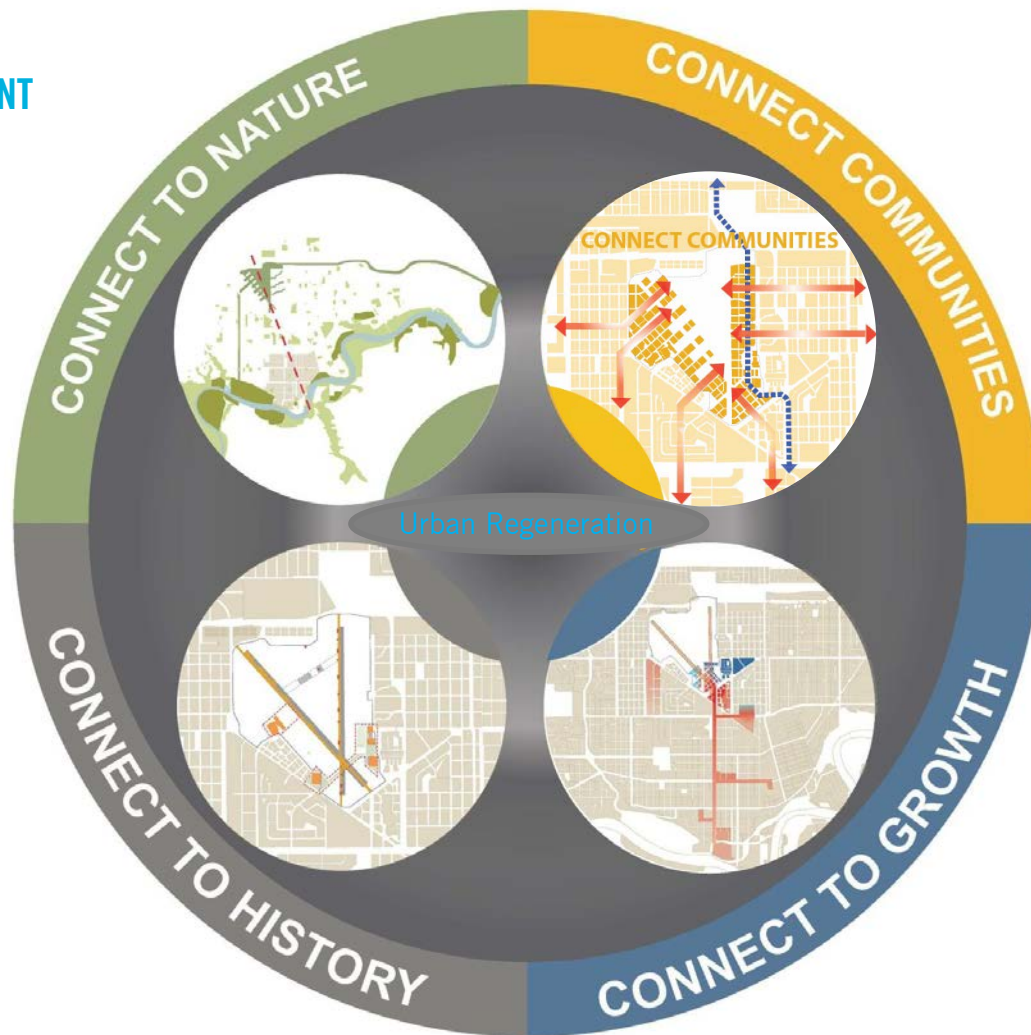 NT
CONNECT TO NATURE
CONNECT COMMUNITIES
CONNECT COMMUNITIES
Urban Regeneration
CONNECT TO HISTORY
CONNECT TO GROWTH